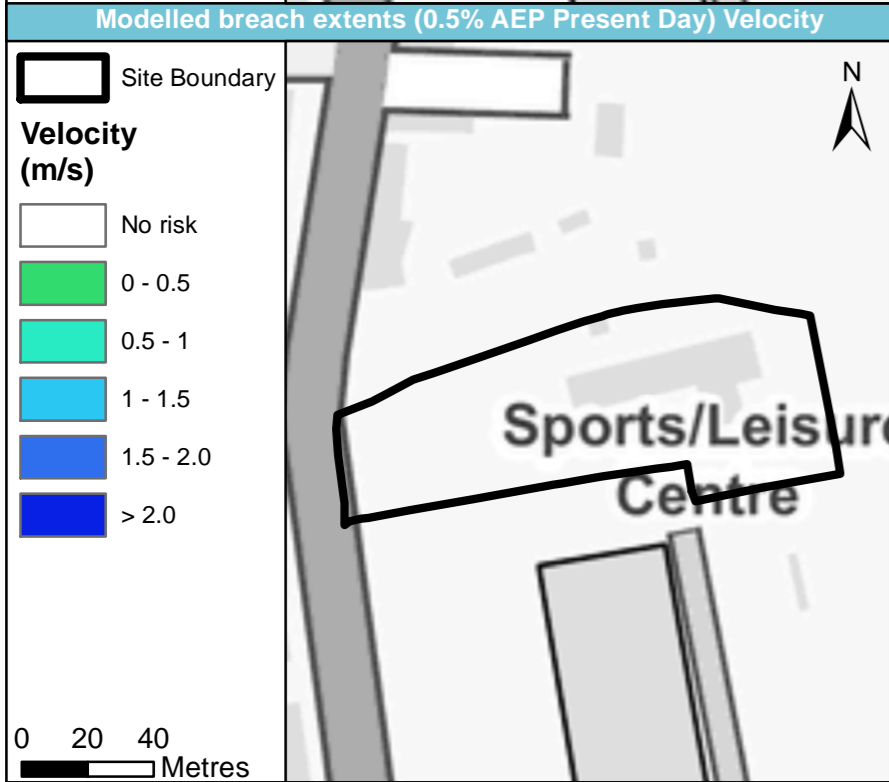 Modelled breach extents (0.5% AEP Present Day) Velocity
Site Boundary
Velocity
(m/s)
No risk
0 - 0.5
0.5 - 1
1 - 1.5
1.5 - 2.0
> 2.0
0 20 40
Metres
N
Sports/Leisure
Centre